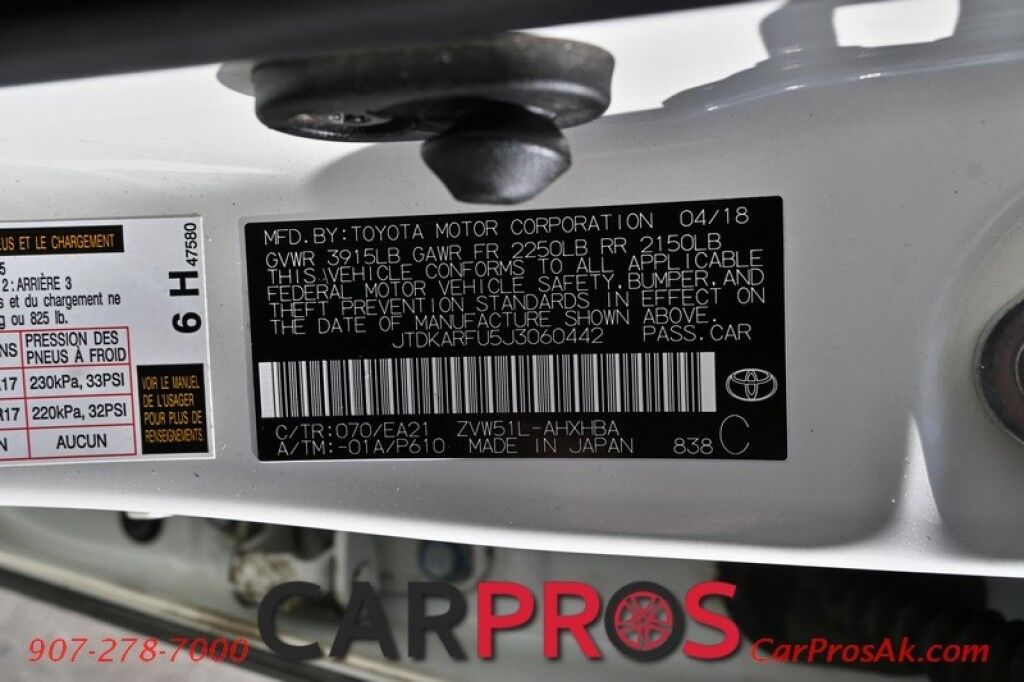 PLUS ET LE CHARGEMENT
5
2 : ARRIÈRE 3
s et du chargement ne
g ou 825 lb.
NS PRESSION DES PNEUS À FROID
17 230kPa, 33PSI
R17 220kPa, 32PSI
AUCUN
VOIR LE MANUEL
D'USAGER
POUR PLUS DE
RENSEIGNEMENTS
6 H 47580
MFD.BY:TOYOTA MOTOR CORPORATION 04/18
GVWR 3915LB GAWR FR 2250LB RR 2150LB
THIS VEHICLE CONFORMS TO ALL APPLICABLE
FEDERAL MOTOR VEHICLE SAFETY,BUMPER,AND
THEFT PREVENTION STANDARDS IN EFFECT ON
THE DATE OF MANUFACTURE SHOWN ABOVE.
JTDKARFU5J3060442 PASS.CAR
C/TR:070/EA21 ZVW51L-AHXHBA
A/TM:-01A/P610 MADE IN JAPAN 838 C
CARPROS
907-278-7000
CarProsAk.com